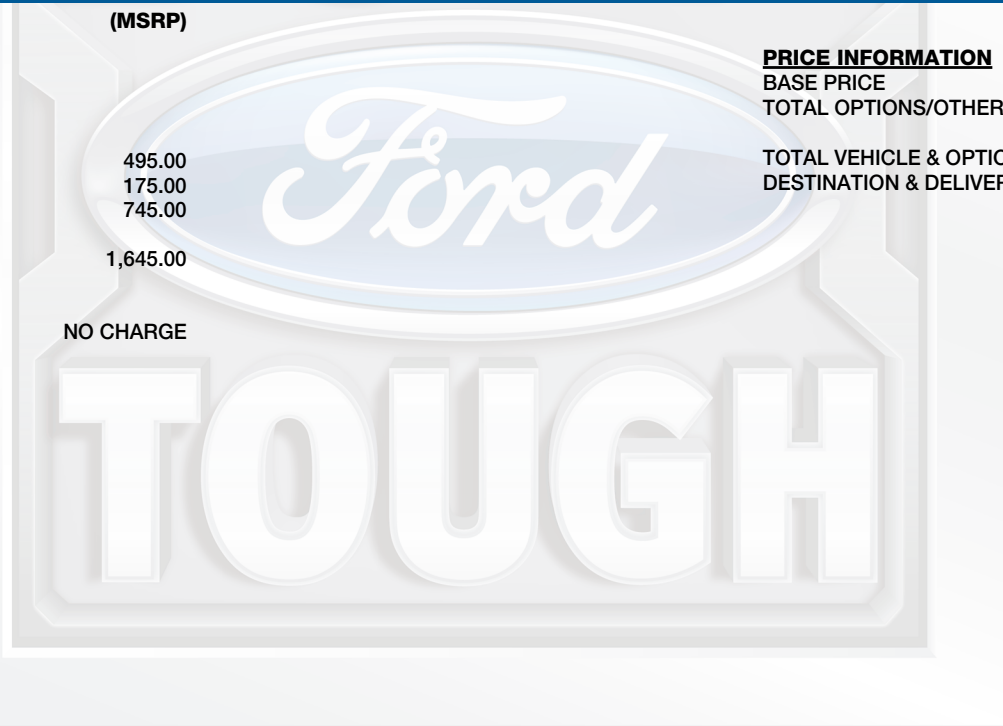 (MSRP)
495.00
175.00
745.00
1,645.00
NO CHARGE
PRICE INFORMATION
BASE PRICE
TOTAL OPTIONS/OTHER
TOTAL VEHICLE & OPTIO
DESTINATION & DELIVER
Ford
TOUGH